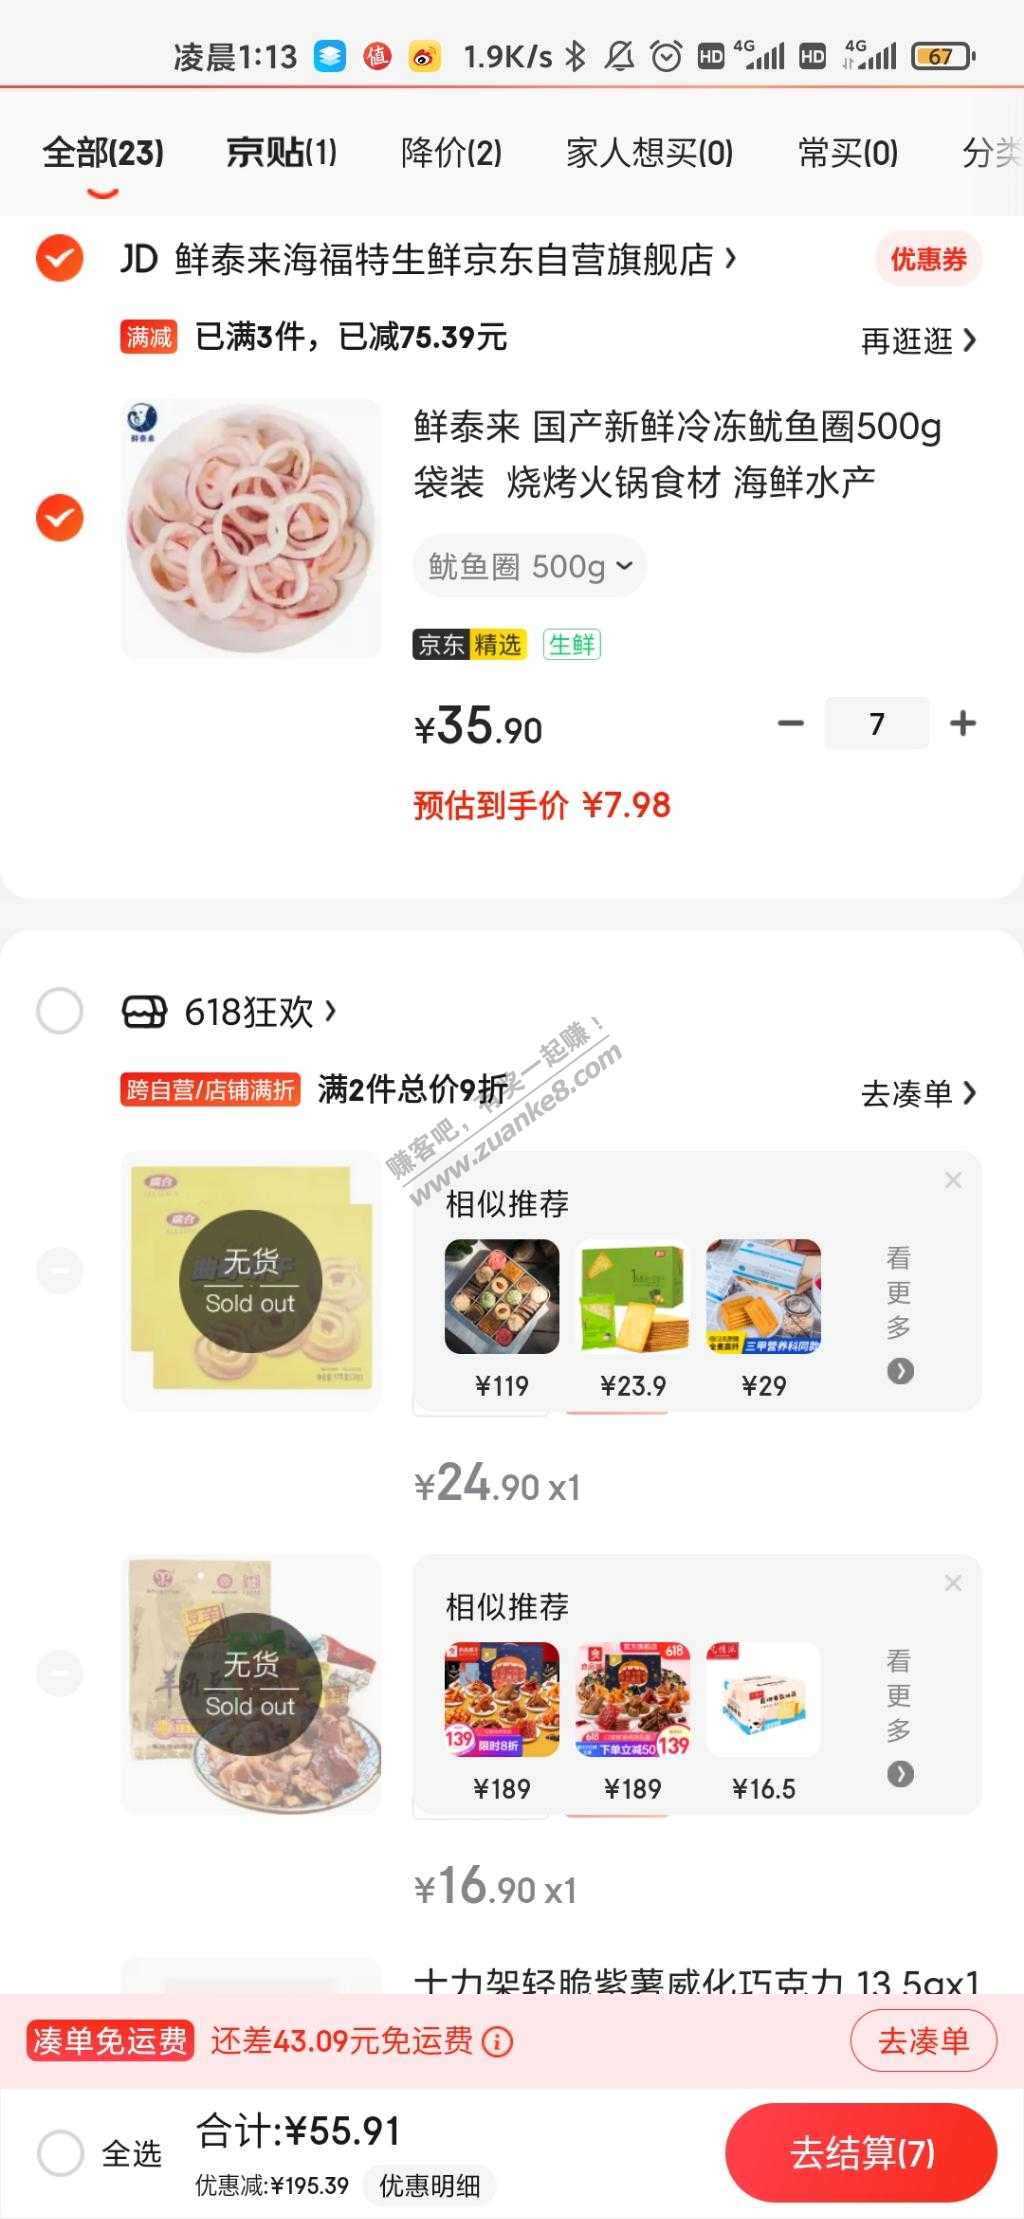 凌晨1:13
值
1.9K/s
HD 4G HD 4G 67
全部(23) 京贴(1) 降价(2) 家人想买(0) 常买(0) 分类
JD 鲜泰来海福特生鲜京东自营旗舰店
优惠券
满减 已满3件，已减75.39元
再逛逛
鲜泰来
鲜泰来 国产新鲜冷冻鱿鱼圈500g
袋装 烧烤火锅食材 海鲜水产
鱿鱼圈 500g
京东精选 生鲜
¥35.90
7
预估到手价 ¥7.98
618狂欢
跨自营/店铺满折 满2件总价9折
去凑单
赚客吧，有奖一起赚！
www.zuanke8.com
无货
Sold out
相似推荐
三甲营养科同款
¥119 ¥23.9 ¥29
看更多
¥24.90 x1
无货
Sold out
相似推荐
139 限时8折
618
下单立减50 139
¥189 ¥189 ¥16.5
看更多
¥16.90 x1
士力架轻脆紫薯威化巧克力 13.5gx1
凑单免运费 还差43.09元免运费
去凑单
全选
合计:¥55.91
优惠减:¥195.39 优惠明细
去结算(7)